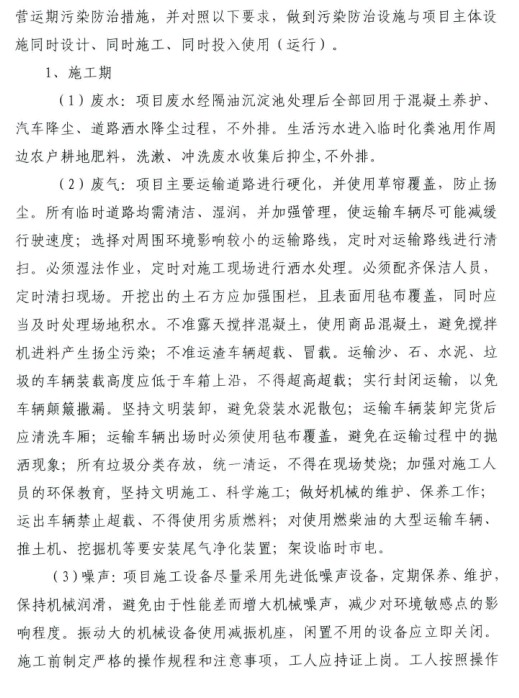 营运期污染防治措施，并对照以下要求，做到污染防治设施与项目主体设
施同时设计、同时施工、同时投入使用（运行）。
1、施工期
（1）废水：项目废水经隔油沉淀池处理后全部回用于混凝土养护、
汽车降尘、道路洒水降尘过程，不外排。生活污水进入临时化粪池用作周
边农户耕地肥料，洗漱、冲洗废水收集后抑尘,不外排。
（2）废气：项目主要运输道路进行硬化，并使用草帘覆盖，防止扬
尘。所有临时道路均需清洁、湿润，并加强管理，使运输车辆尽可能减缓
行驶速度；选择对周围环境影响较小的运输路线，定时对运输路线进行清
扫。必须湿法作业，定时对施工现场进行洒水处理。必须配齐保洁人员，
定时清扫现场。开挖出的土石方应加强围栏，且表面用毡布覆盖，同时应
当及时处理场地积水。不准露天搅拌混凝土，使用商品混凝土，避免搅拌
机进料产生扬尘污染；不准运渣车辆超载、冒载。运输沙、石、水泥、垃
圾的车辆装载高度应低于车箱上沿，不得超高超载；实行封闭运输，以免
车辆颠簸撒漏。坚持文明装卸，避免袋装水泥散包；运输车辆装卸完货后
应清洗车厢；运输车辆出场时必须使用毡布覆盖，避免在运输过程中的抛
洒现象；所有垃圾分类存放，统一清运，不得在现场焚烧；加强对施工人
员的环保教育，坚持文明施工、科学施工；做好机械的维护、保养工作；
运出车辆禁止超载、不得使用劣质燃料；对使用燃柴油的大型运输车辆、
推土机、挖掘机等要安装尾气净化装置；架设临时市电。
（3）噪声：项目施工设备尽量采用先进低噪声设备，定期保养、维护，
保持机械润滑，避免由于性能差而增大机械噪声，减少对环境敏感点的影
响程度。振动大的机械设备使用减振机座，闲置不用的设备应立即关闭。
施工前制定严格的操作规程和注意事项，工人应持证上岗。工人按照操作